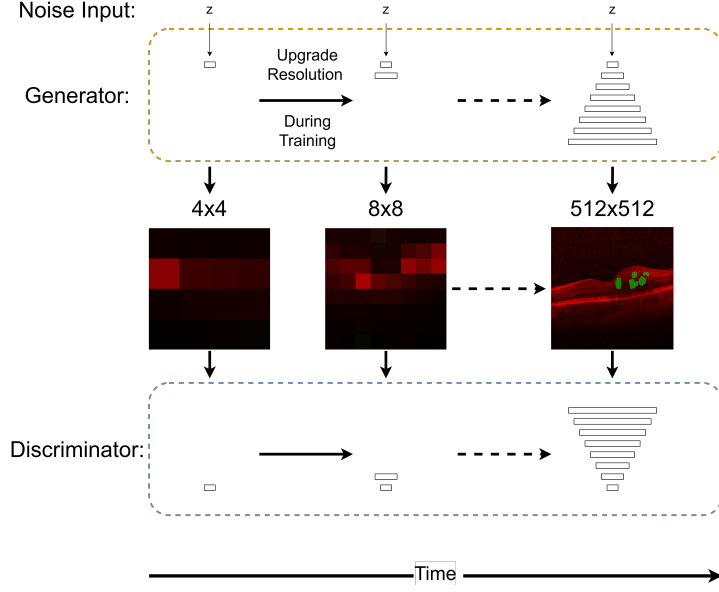 Noise Input:
z
z
z
Generator:
Upgrade
Resolution
During
Training
4x4
8x8
512x512
Discriminator:
Time